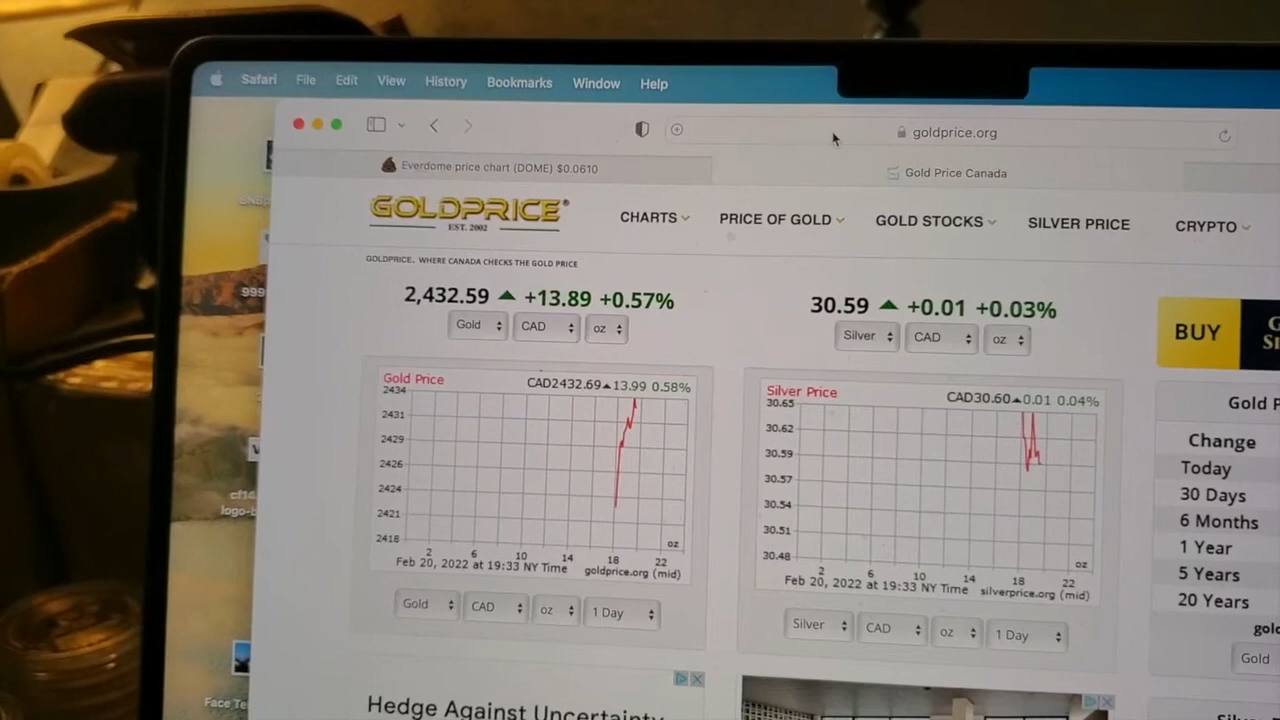 Safari File Edit View History Bookmarks Window Help
goldprice.org
Everdome price chart (DOME) $0.0610
Gold Price Canada
GOLDPRICE®
EST. 2002
CHARTS PRICE OF GOLD GOLD STOCKS SILVER PRICE CRYPTO
GOLDPRICE. WHERE CANADA CHECKS THE GOLD PRICE
2,432.59 +13.89 +0.57%
Gold CAD oz
30.59 +0.01 +0.03%
Silver CAD oz
BUY
Gold Price
CAD2432.69 13.99 0.58%
2434
2431
2429
2426
2424
2421
2418
oz
2 6 10 14 18 22
Feb 20, 2022 at 19:33 NY Time goldprice.org (mid)
Gold CAD oz 1 Day
Silver Price
CAD30.60 0.01 0.04%
30.65
30.62
30.59
30.57
30.54
30.51
30.48
oz
2 6 10 14 18 22
Feb 20, 2022 at 19:33 NY Time silverprice.org (mid)
Silver CAD oz 1 Day
Gold P
Change
Today
30 Days
6 Months
1 Year
5 Years
20 Years
gol
Gold
Hedge Against Uncertainty
999
cf14
logo-b
Face Te